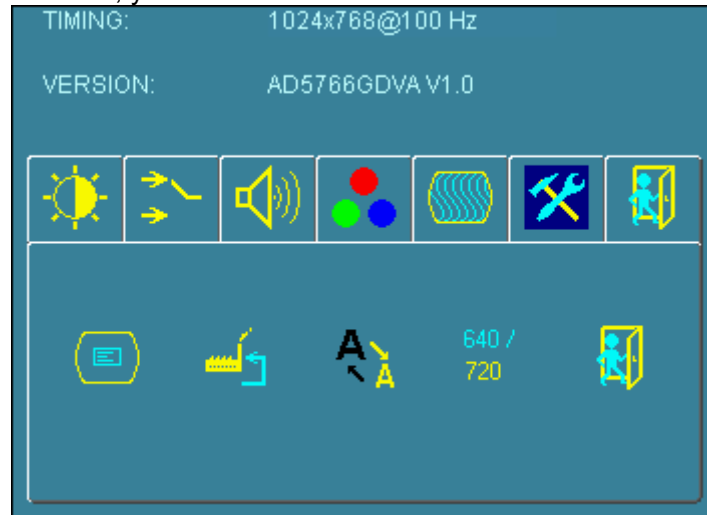 TIMING: 1024x768@100 Hz
VERSION: AD5766GDVA V1.0
A
A
640 /
720